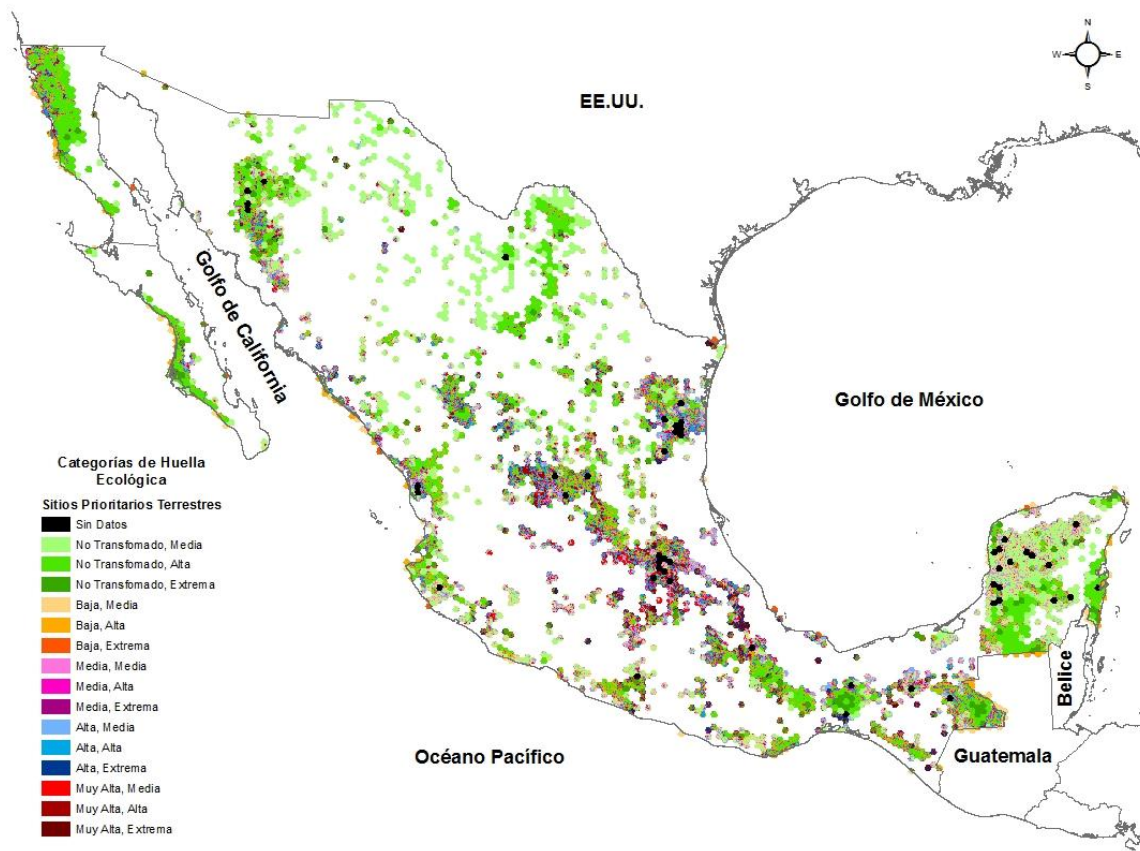 N
W
E
S
EE.UU.
Golfo de California
Golfo de México
Categorías de Huella
Ecológica
Sitios Prioritarios Terrestres
Sin Datos
No Transfomado, Media
No Transfomado, Alta
No Transfomado, Extrema
Baja, Media
Baja, Alta
Baja, Extrema
Media, Media
Media, Alta
Media, Extrema
Alta, Media
Alta, Alta
Alta, Extrema
Muy Alta, Media
Muy Alta, Alta
Muy Alta, Extrema
Belice
Guatemala
Océano Pacífico